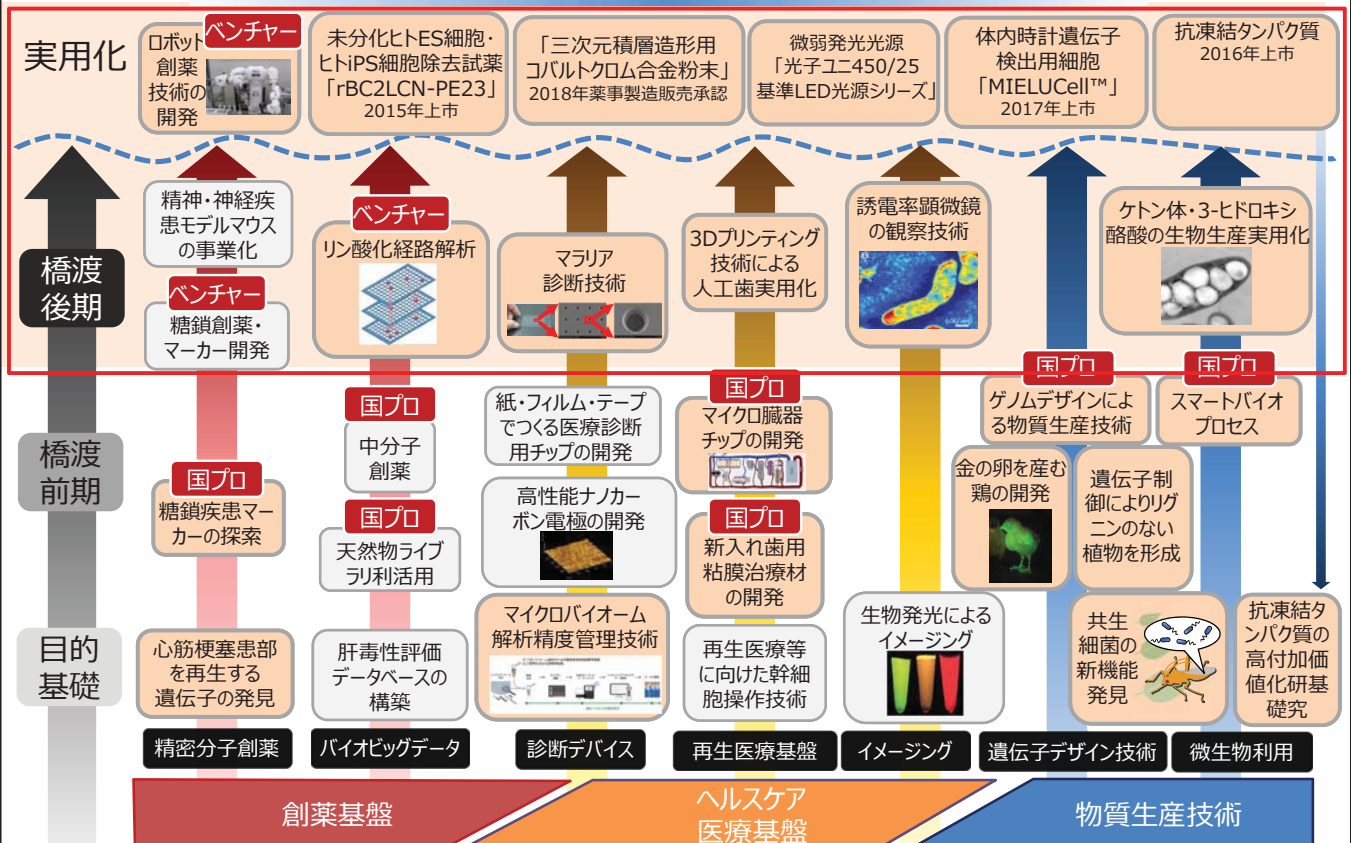 実用化
ロボット
創薬
技術の
開発
ベンチャー
未分化ヒトES細胞・
ヒトiPS細胞除去試薬
「rBC2LCN-PE23」
2015年上市
「三次元積層造形用
コバルトクロム合金粉末」
2018年薬事製造販売承認
微弱発光光源
「光子ユニ450/25
基準LED光源シリーズ」
体内時計遺伝子
検出用細胞
「MIELUCell™」
2017年上市
抗凍結タンパク質
2016年上市
橋渡
後期
精神・神経疾
患モデルマウス
の事業化
ベンチャー
糖鎖創薬・
マーカー開発
ベンチャー
リン酸化経路解析
マラリア
診断技術
3Dプリンティング
技術による
人工歯実用化
誘電率顕微鏡
の観察技術
ケトン体・3-ヒドロキシ
酪酸の生物生産実用化
橋渡
前期
国プロ
糖鎖疾患マー
カーの探索
国プロ
中分子
創薬
国プロ
天然物ライブ
ラリ利活用
紙・フィルム・テープ
でつくる医療診断
用チップの開発
高性能ナノカー
ボン電極の開発
国プロ
マイクロ臓器
チップの開発
国プロ
新入れ歯用
粘膜治療材
の開発
国プロ
ゲノムデザインによ
る物質生産技術
金の卵を産む
鶏の開発
遺伝子制
御によりリグ
ニンのない
植物を形成
国プロ
スマートバイオ
プロセス
目的
基礎
心筋梗塞患部
を再生する
遺伝子の発見
肝毒性評価
データベースの
構築
マイクロバイオーム
解析精度管理技術
再生医療等
に向けた幹細
胞操作技術
生物発光による
イメージング
共生
細菌の
新機能
発見
抗凍結タ
ンパク質の
高付加価
値化研基
礎究
精密分子創薬
バイオビッグデータ
診断デバイス
再生医療基盤
イメージング
遺伝子デザイン技術
微生物利用
創薬基盤
ヘルスケア
医療基盤
物質生産技術